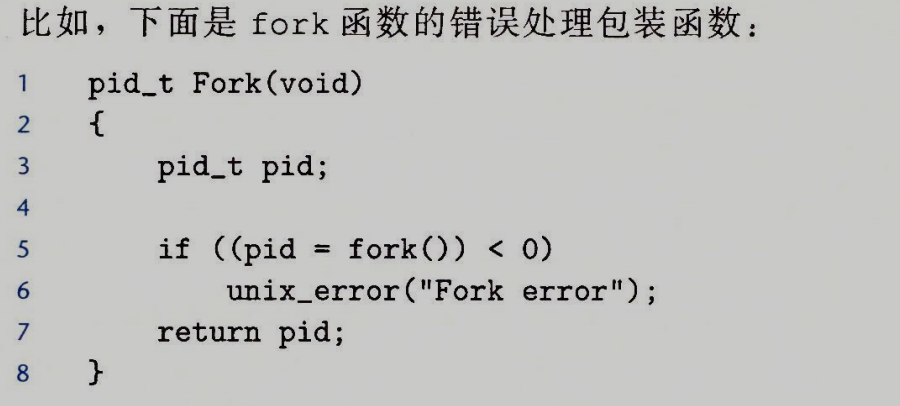 比如，下面是 fork 函数的错误处理包装函数：
1 pid_t Fork(void)
2 {
3 pid_t pid;
4
5 if ((pid = fork()) < 0)
6 unix_error("Fork error");
7 return pid;
8 }